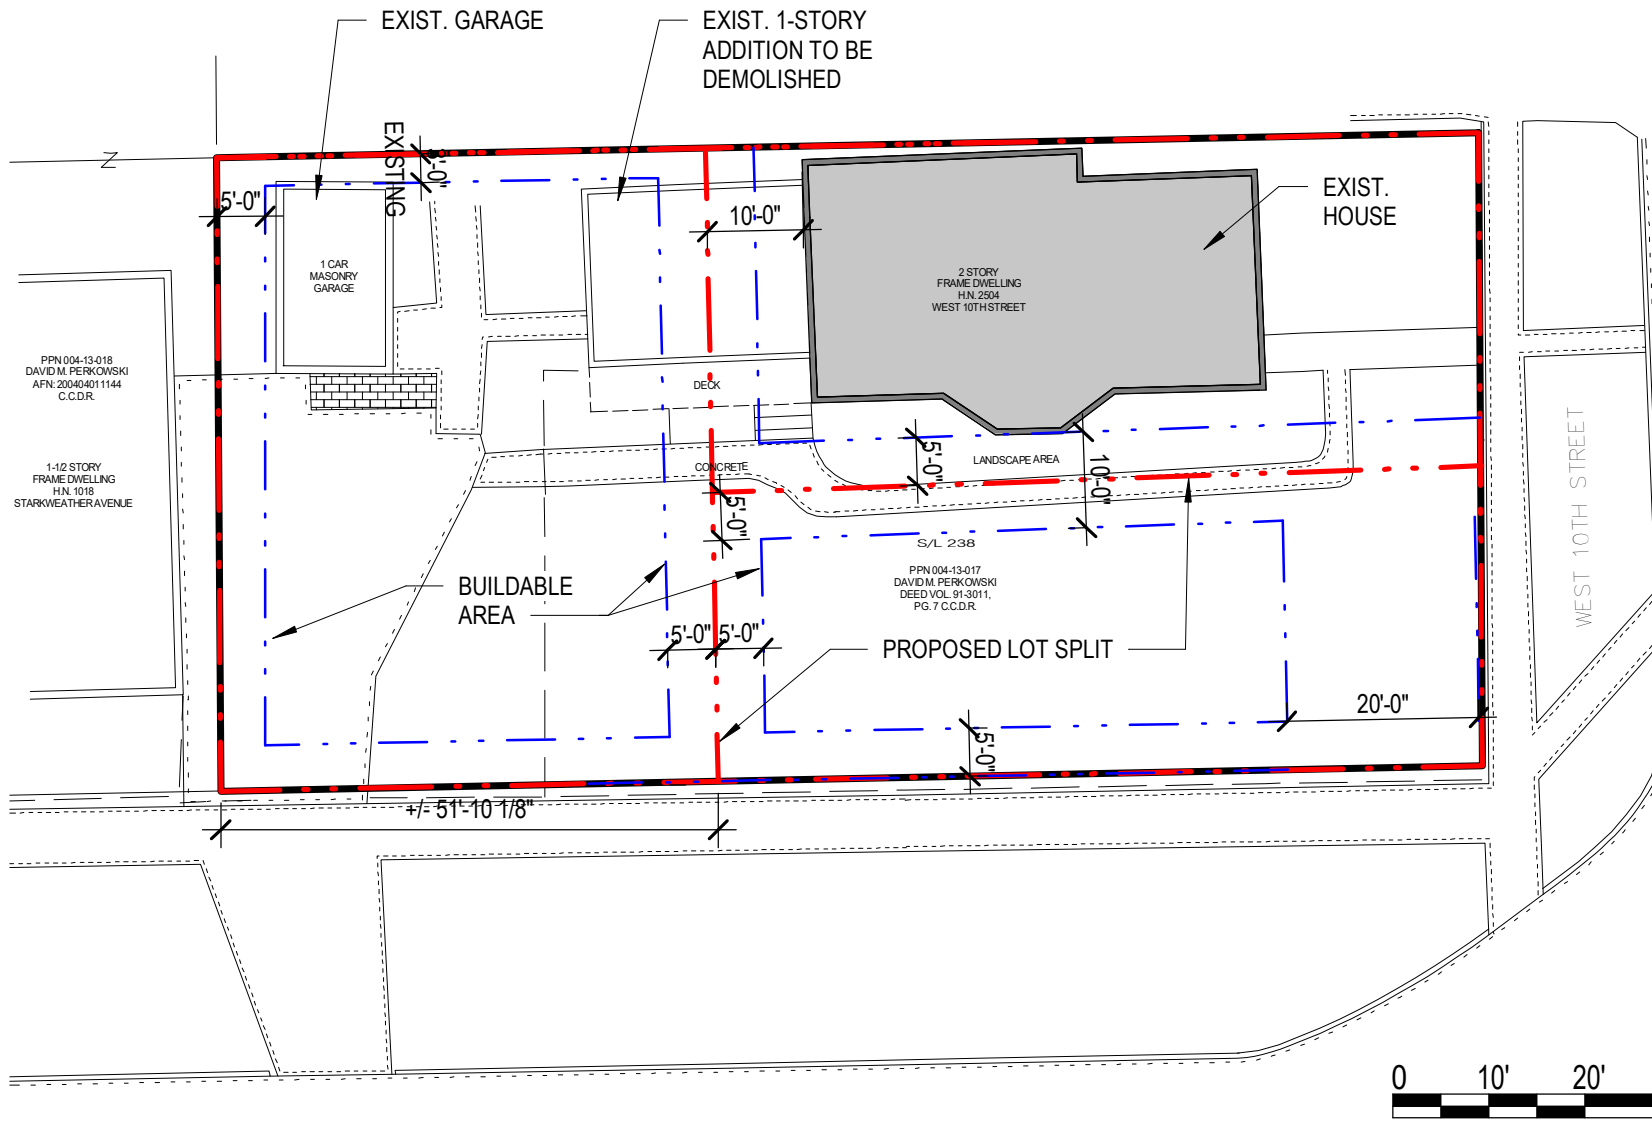 EXIST. GARAGE
EXIST. 1-STORY
ADDITION TO BE
DEMOLISHED
EXISTING
3'-0"
5'-0"
N
10'-0"
EXIST.
HOUSE
1 CAR
MASONRY
GARAGE
2 STORY
FRAME DWELLING
H.N. 2504
WEST 10TH STREET
PPN 004-13-018
DAVID M. PERKOWSKI
AFN: 200404011144
C.C.D.R.
DECK
1-1/2 STORY
FRAME DWELLING
H.N. 1018
STARKWEATHER AVENUE
CONCRETE
5'-0"
LANDSCAPE AREA
10'-0"
5'-0"
WEST 10TH STREET
S/L 238
PPN 004-13-017
DAVID M. PERKOWSKI
DEED VOL. 91-3011,
PG. 7 C.C.D.R.
BUILDABLE
AREA
5'-0" 5'-0"
PROPOSED LOT SPLIT
20'-0"
5'-0"
+/- 51'-10 1/8"
0 10' 20'